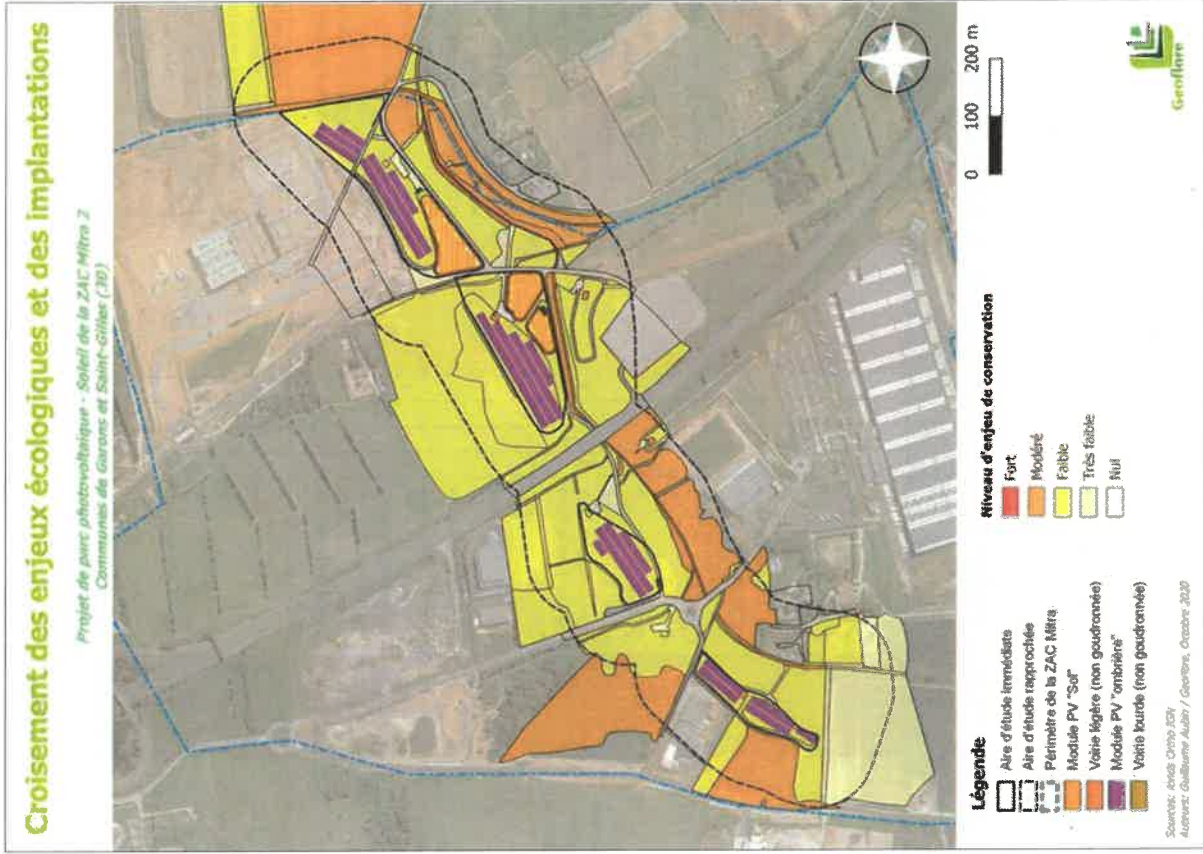 Croisement des enjeux écologiques et des implantations
Projet de parc photovoltaïque - Soleil de la ZAC Mitra 2
Communes de Garons et Saint-Gilles (30)
Légende
Aire d'étude immédiate
Aire d'étude rapprochée
Périmètre de la ZAC Mitra
Module PV "Sol"
Voirie légère (non goudronnée)
Module PV "ombrière"
Voirie lourde (non goudronnée)
Niveau d'enjeu de conservation
Fort
Modéré
Faible
Très faible
Nul
0 100 200 m
Sources: fonds Ortho IGN
Auteurs: Guillaume Aubin / Geoflore, Octobre 2020
Geoflore